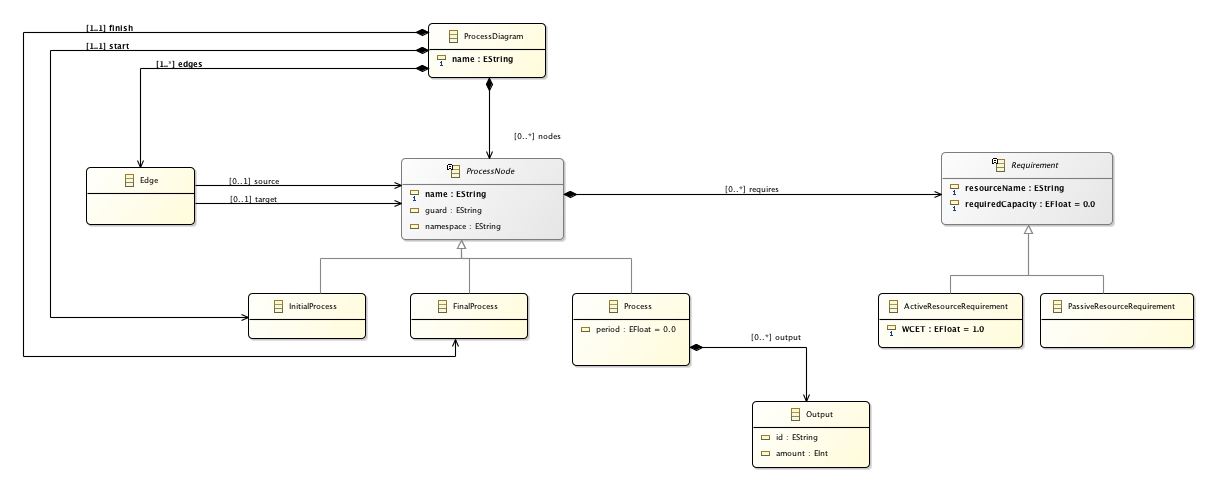 [1..1] finish
[1..1] start
[1..*] edges
ProcessDiagram
name : EString
[0..*] nodes
Edge
[0..1] source
[0..1] target
ProcessNode
name : EString
guard : EString
namespace : EString
[0..*] requires
Requirement
resourceName : EString
requiredCapacity : EFloat = 0.0
InitialProcess
FinalProcess
Process
period : EFloat = 0.0
ActiveResourceRequirement
WCET : EFloat = 1.0
PassiveResourceRequirement
[0..*] output
Output
id : EString
amount : EInt